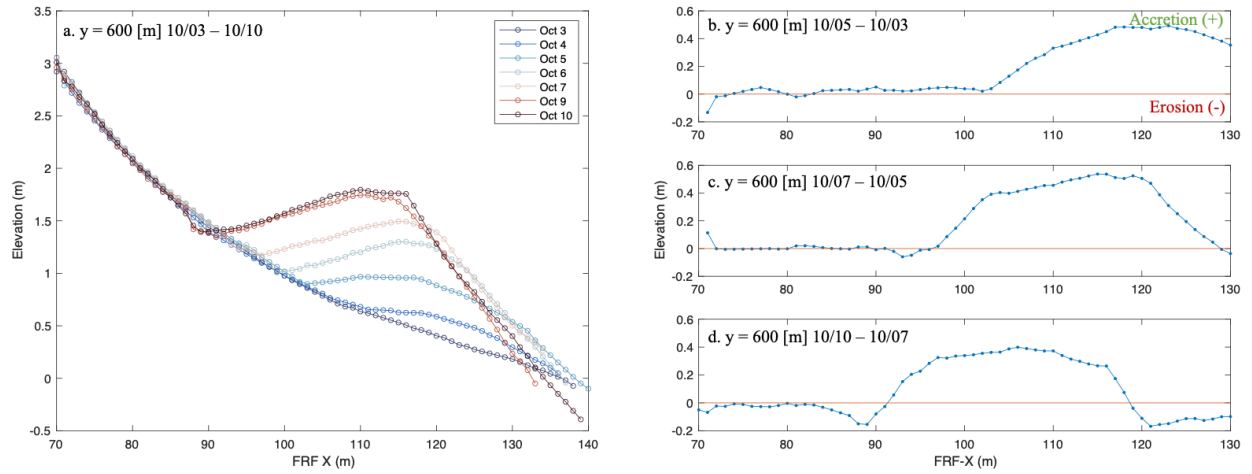 a. y = 600 [m] 10/03 – 10/10
Oct 3
Oct 4
Oct 5
Oct 6
Oct 7
Oct 9
Oct 10
3.5
3
2.5
2
1.5
1
0.5
0
-0.5
Elevation (m)
70 80 90 100 110 120 130 140
FRF X (m)
b. y = 600 [m] 10/05 – 10/03
Accretion (+)
Erosion (-)
0.6
0.4
0.2
0
-0.2
70 80 90 100 110 120 130
c. y = 600 [m] 10/07 – 10/05
0.6
0.4
0.2
0
-0.2
Elevation (m)
70 80 90 100 110 120 130
d. y = 600 [m] 10/10 – 10/07
0.6
0.4
0.2
0
-0.2
70 80 90 100 110 120 130
FRF-X (m)